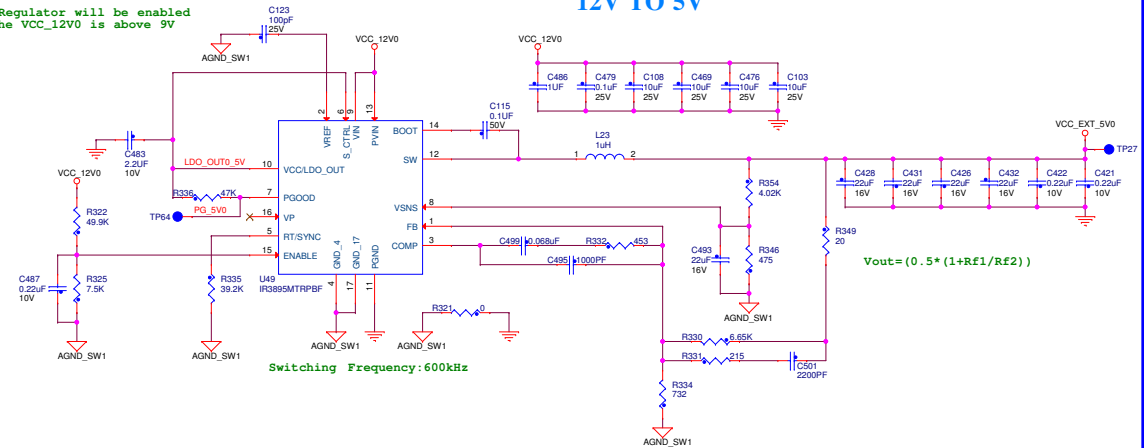 12V TO 5V
Regulator will be enabled
he VCC_12V0 is above 9V
C123
100pF
25V
AGND_SW1
VCC_12V0
VCC_12V0
C486
1UF
C479
0.1uF
25V
C108
10uF
25V
C469
10uF
25V
C476
10uF
25V
C103
10uF
25V
C115
0.1UF
50V
L23
1uH
1
2
VCC_EXT_5V0
TP27
C483
2.2UF
10V
LDO_OUT0_5V
VCC_12V0
R336
47K
TP64
PG_5V0
R322
49.9K
C487
0.22uF
10V
R325
7.5K
AGND_SW1
R335
39.2K
AGND_SW1
2
6
9
13
VREF
S_CTRL
VIN
PVIN
10
VCC/LDO_OUT
7
PGOOD
16
VP
5
RT/SYNC
15
ENABLE
BOOT
14
SW
12
VSNS
8
FB
1
COMP
3
GND_4
GND_17
PGND
4
17
11
U49
IR3895MTRPBF
AGND_SW1
R321
0
AGND_SW1
Switching Frequency:600kHz
C499
0.068uF
R332
453
C495
1000PF
R354
4.02K
C493
22uF
16V
R346
475
AGND_SW1
R349
20
C428
22uF
16V
C431
22uF
16V
C426
22uF
16V
C432
22uF
16V
C422
0.22uF
10V
C421
0.22uF
10V
Vout=(0.5*(1+Rf1/Rf2))
R330
6.65K
R331
215
C501
2200PF
R334
732
AGND_SW1